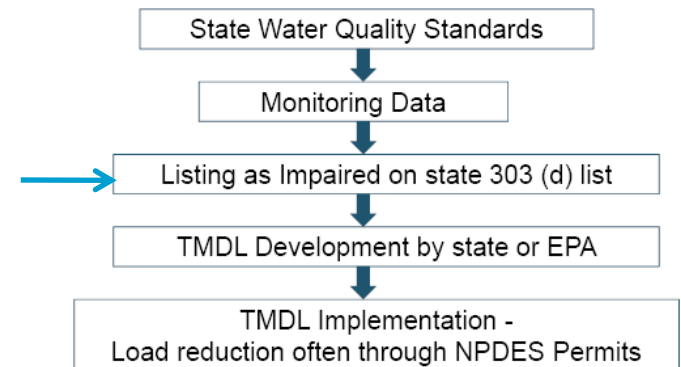 State Water Quality Standards
Monitoring Data
Listing as Impaired on state 303 (d) list
TMDL Development by state or EPA
TMDL Implementation -
Load reduction often through NPDES Permits